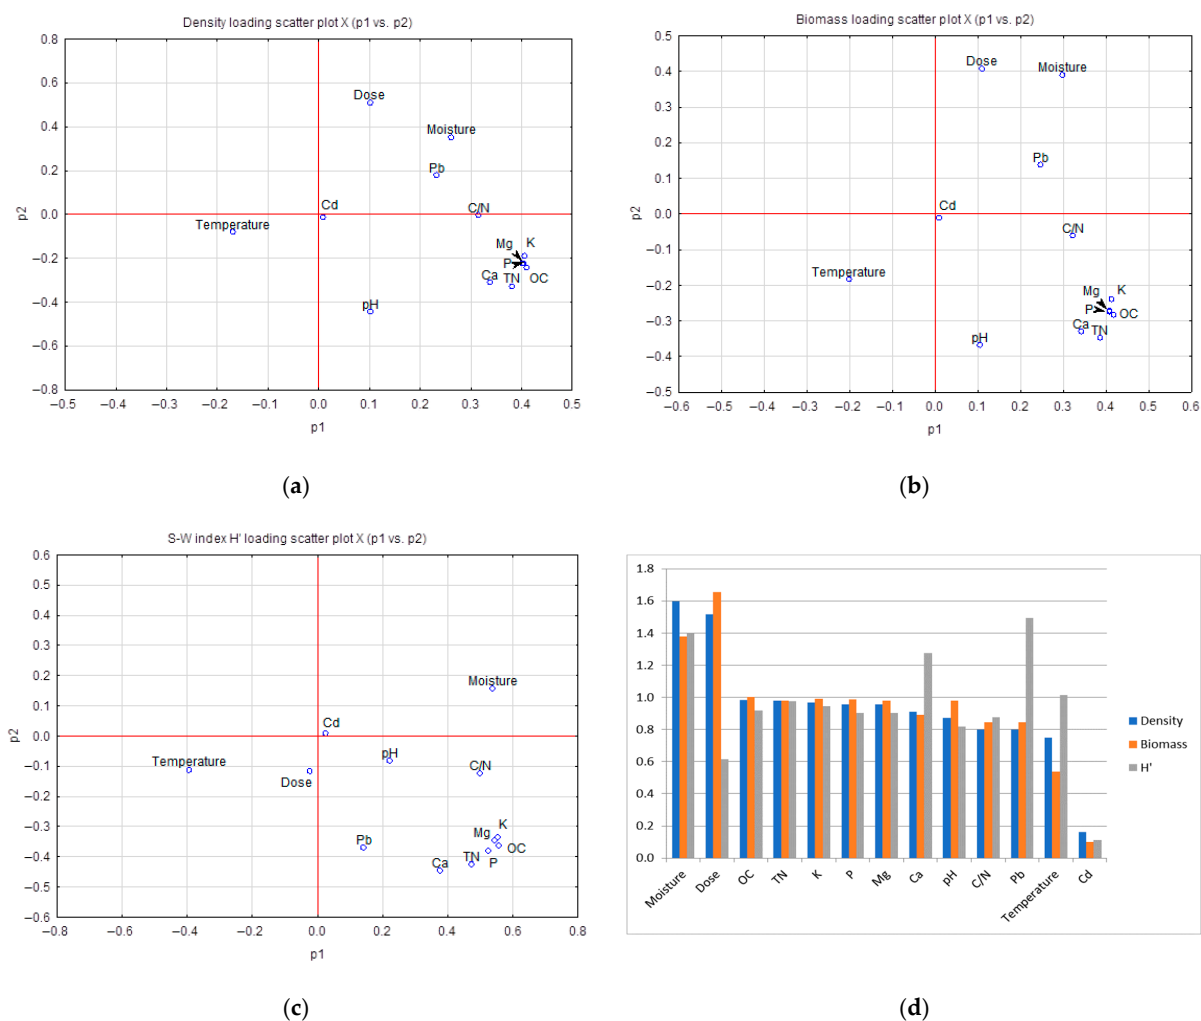 Density loading scatter plot X (p1 vs. p2)
0.8
0.6
0.4
0.2
0.0
–0.2
–0.4
–0.6
–0.8
p2
Dose
Moisture
Pb
Cd
C/N
Temperature
Mg
K
P
Ca
TN
OC
pH
–0.5 –0.4 –0.3 –0.2 –0.1 0.0 0.1 0.2 0.3 0.4 0.5
p1
(a)
Biomass loading scatter plot X (p1 vs. p2)
0.5
0.4
0.3
0.2
0.1
0.0
–0.1
–0.2
–0.3
–0.4
–0.5
p2
Dose
Moisture
Pb
Cd
C/N
Temperature
Mg
K
P
OC
Ca
TN
pH
–0.6 –0.5 –0.4 –0.3 –0.2 –0.1 0.0 0.1 0.2 0.3 0.4 0.5 0.6
p1
(b)
S-W index H' loading scatter plot X (p1 vs. p2)
0.6
0.5
0.4
0.3
0.2
0.1
0.0
–0.1
–0.2
–0.3
–0.4
–0.5
–0.6
p2
Moisture
Cd
pH
Temperature
C/N
Dose
K
Mg
Pb
OC
TN
P
Ca
–0.8 –0.6 –0.4 –0.2 0.0 0.2 0.4 0.6 0.8
p1
(c)
1.8
1.6
1.4
1.2
1.0
0.8
0.6
0.4
0.2
0.0
Moisture Dose OC TN K P Mg Ca pH C/N Pb Temperature Cd
Density
Biomass
H'
(d)